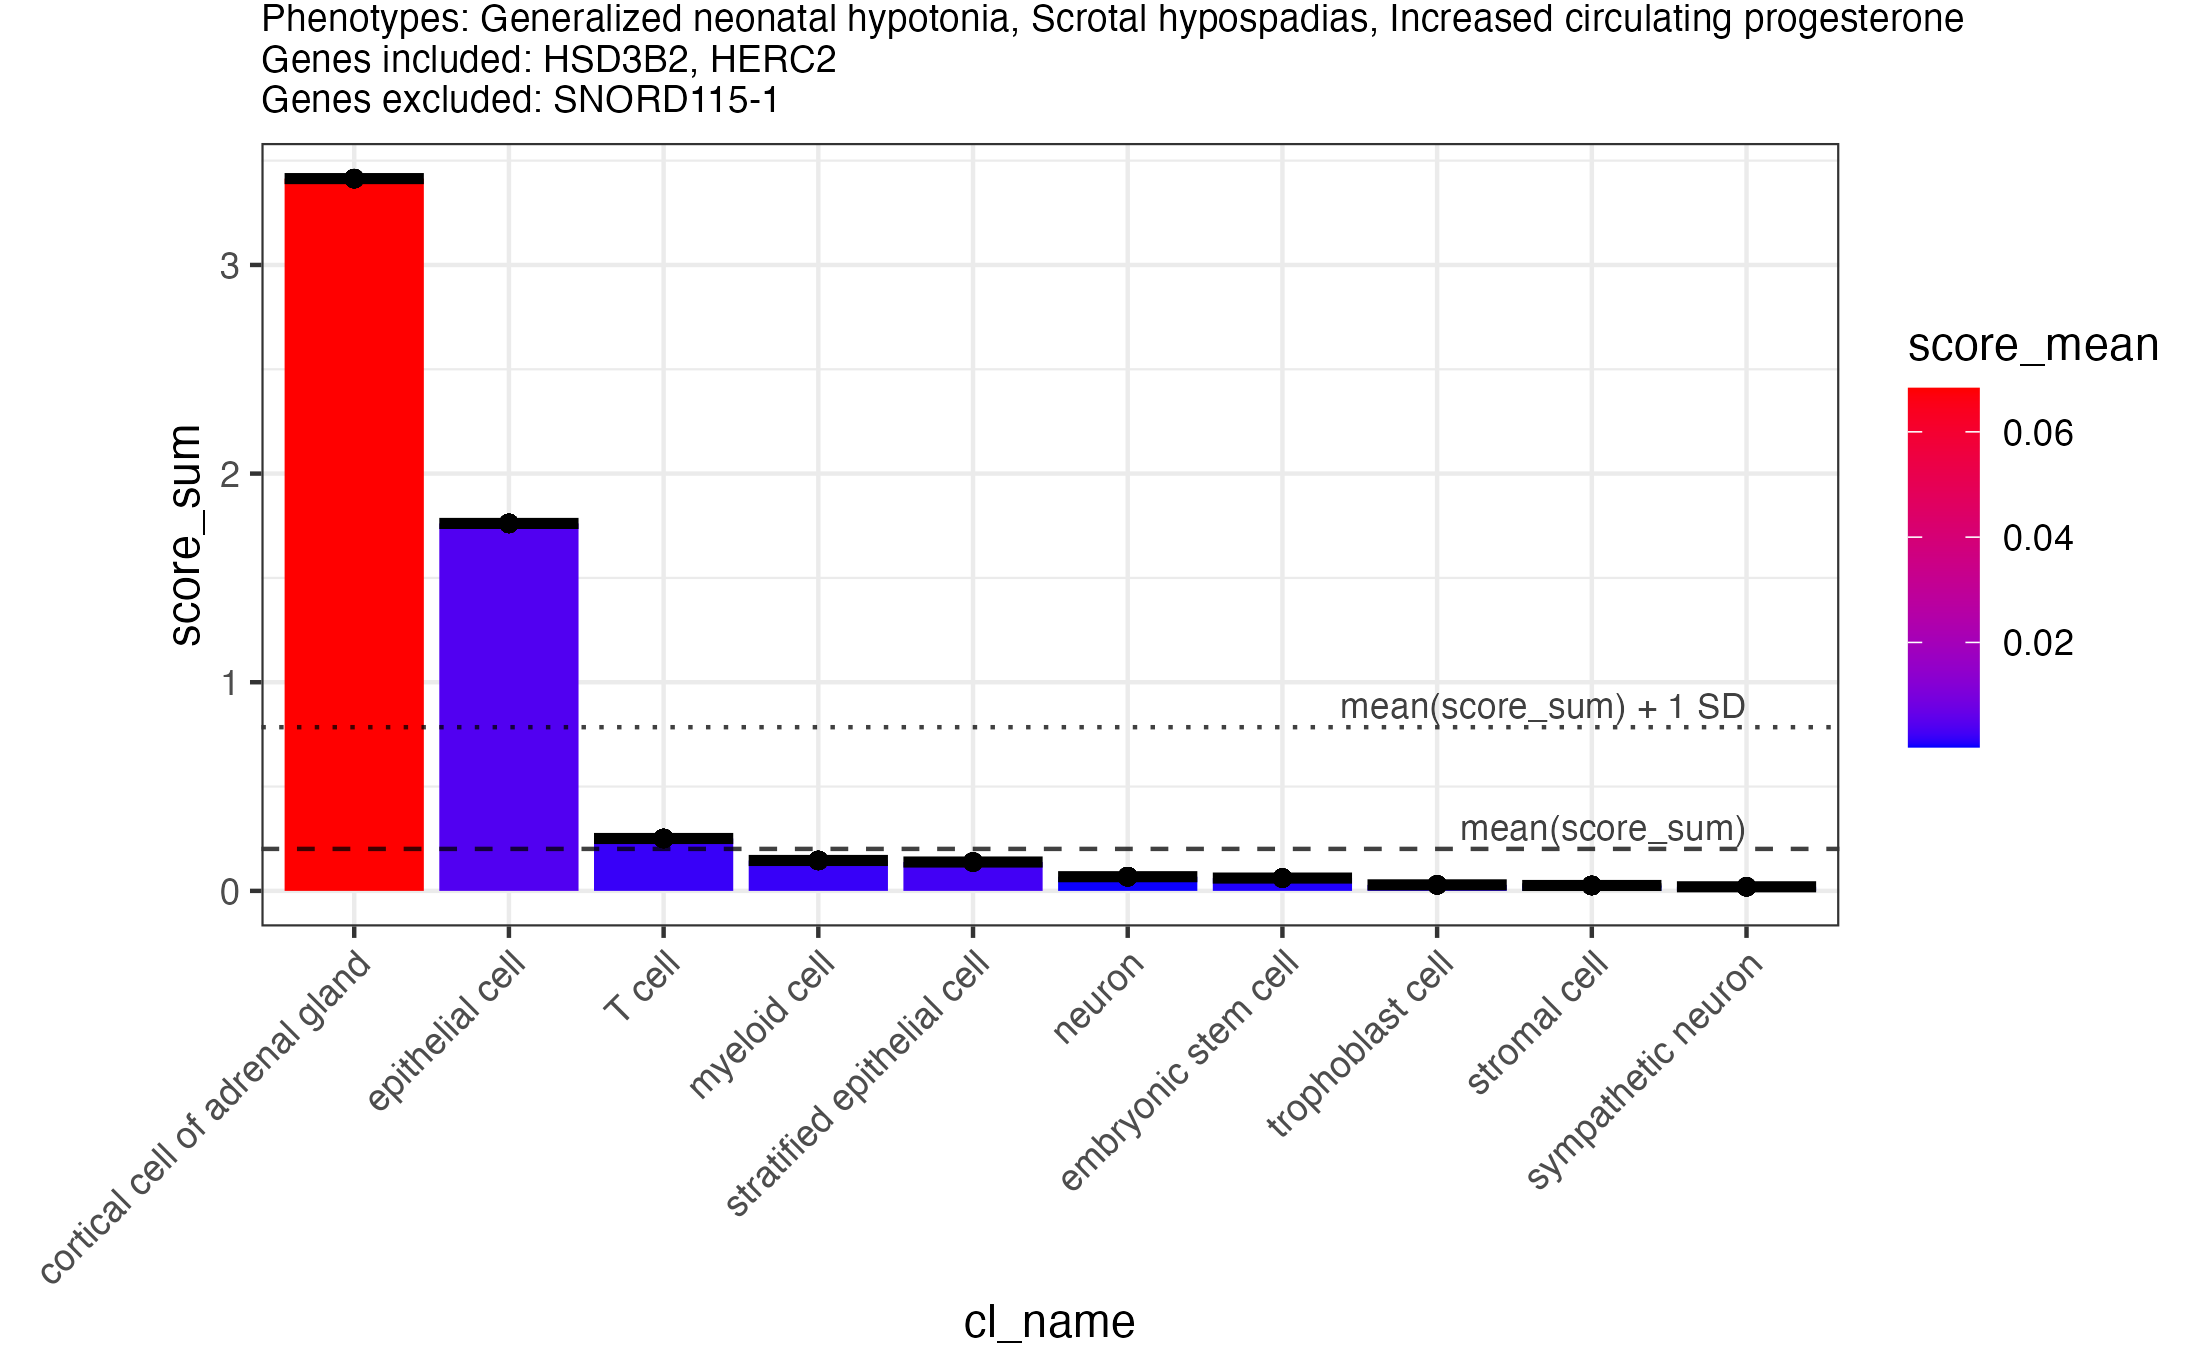 Phenotypes: Generalized neonatal hypotonia, Scrotal hypospadias, Increased circulating progesterone
Genes included: HSD3B2, HERC2
Genes excluded: SNORD115-1
score_sum
3
2
1
0
mean(score_sum) + 1 SD
mean(score_sum)
cortical cell of adrenal gland
epithelial cell
T cell
myeloid cell
stratified epithelial cell
neuron
embryonic stem cell
trophoblast cell
stromal cell
sympathetic neuron
cl_name
score_mean
0.06
0.04
0.02